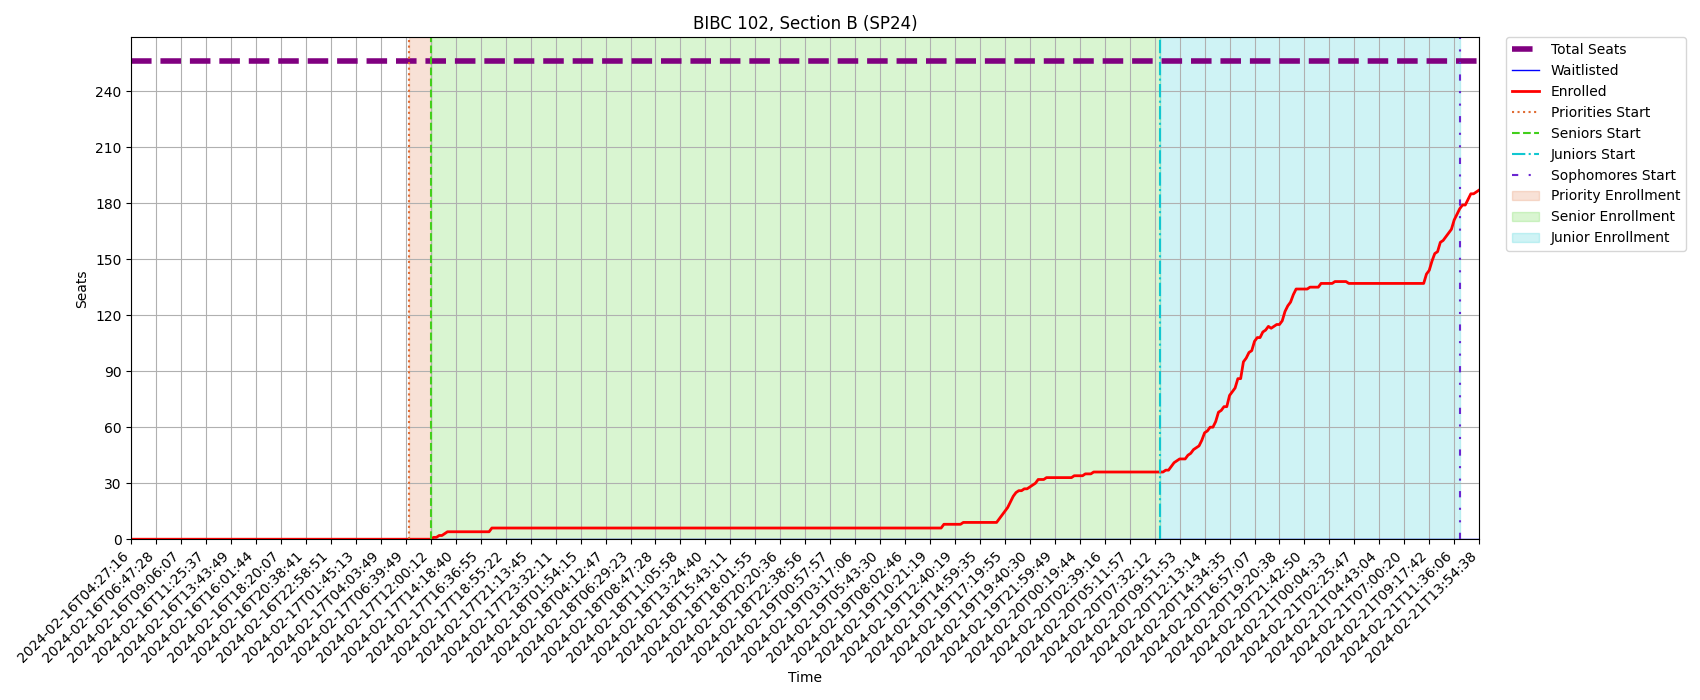 BIBC 102, Section B (SP24)
Total Seats
Waitlisted
Enrolled
Priorities Start
Seniors Start
Juniors Start
Sophomores Start
Priority Enrollment
Senior Enrollment
Junior Enrollment
Seats
240
210
180
150
120
90
60
30
0
2024-02-16T04:27:16
2024-02-16T06:47:28
2024-02-16T09:06:07
2024-02-16T11:25:37
2024-02-16T13:43:49
2024-02-16T16:01:44
2024-02-16T18:20:07
2024-02-16T20:38:41
2024-02-16T22:58:51
2024-02-17T01:45:13
2024-02-17T04:03:49
2024-02-17T06:39:49
2024-02-17T12:00:12
2024-02-17T14:18:40
2024-02-17T16:36:55
2024-02-17T18:55:22
2024-02-17T21:13:45
2024-02-17T23:32:11
2024-02-18T01:54:15
2024-02-18T04:12:47
2024-02-18T06:29:23
2024-02-18T08:47:28
2024-02-18T11:05:58
2024-02-18T13:24:40
2024-02-18T15:43:11
2024-02-18T18:01:55
2024-02-18T20:20:36
2024-02-18T22:38:56
2024-02-19T00:57:57
2024-02-19T03:17:06
2024-02-19T05:43:30
2024-02-19T08:02:46
2024-02-19T10:21:19
2024-02-19T12:40:19
2024-02-19T14:59:35
2024-02-19T17:19:55
2024-02-19T19:40:30
2024-02-19T21:59:49
2024-02-20T00:19:44
2024-02-20T02:39:16
2024-02-20T05:11:57
2024-02-20T07:32:12
2024-02-20T09:51:53
2024-02-20T12:13:14
2024-02-20T14:34:35
2024-02-20T16:57:07
2024-02-20T19:20:38
2024-02-20T21:42:50
2024-02-21T00:04:33
2024-02-21T02:25:47
2024-02-21T04:43:04
2024-02-21T07:00:20
2024-02-21T09:17:42
2024-02-21T11:36:06
2024-02-21T13:54:38
Time